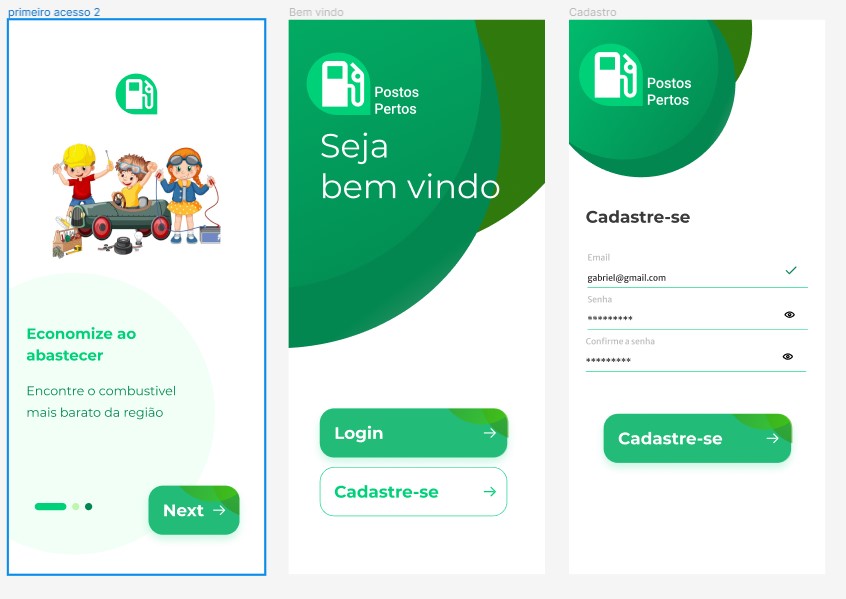 primeiro acesso 2
Economize ao
abastecer
Encontre o combustivel
mais barato da região
Next
Bem vindo
Postos
Pertos
Seja
bem vindo
Login
Cadastre-se
Cadastro
Postos
Pertos
Cadastre-se
Email
gabriel@gmail.com
Senha
*********
Confirme a senha
*********
Cadastre-se